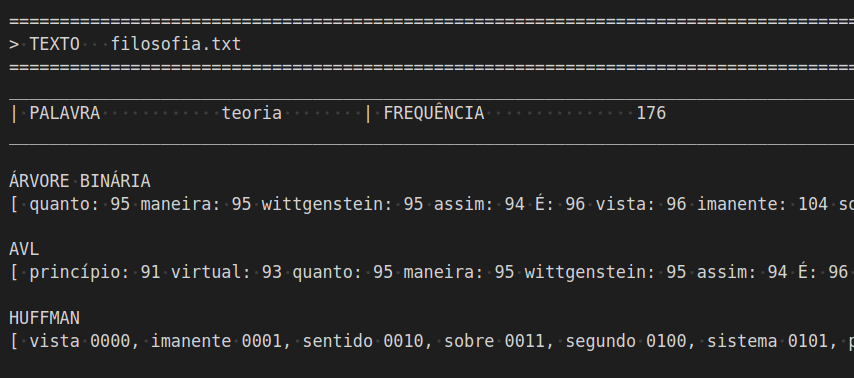 > TEXTO filosofia.txt
| PALAVRA teoria | FREQUÊNCIA 176
ÁRVORE BINÁRIA
[ quanto: 95 maneira: 95 wittgenstein: 95 assim: 94 É: 96 vista: 96 imanente: 104
AVL
[ princípio: 91 virtual: 93 quanto: 95 maneira: 95 wittgenstein: 95 assim: 94 É: 96
HUFFMAN
[ vista 0000, imanente 0001, sentido 0010, sobre 0011, segundo 0100, sistema 0101,